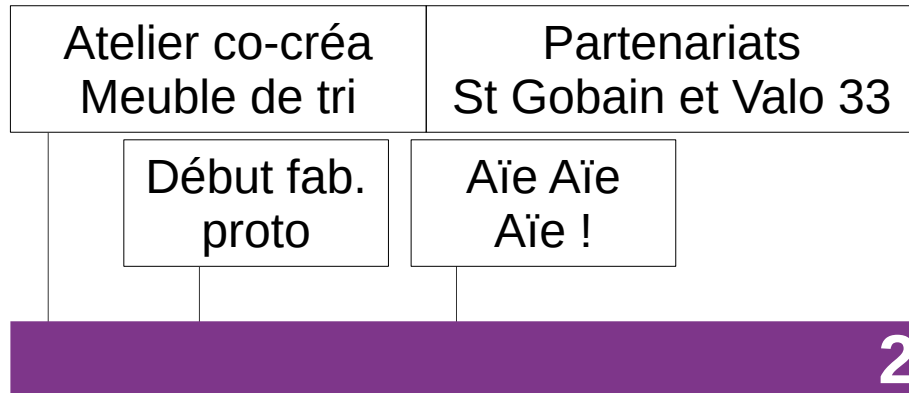 Atelier co-créa
Meuble de tri
Partenariats
St Gobain et Valo 33
Début fab.
proto
Aïe Aïe
Aïe !
2